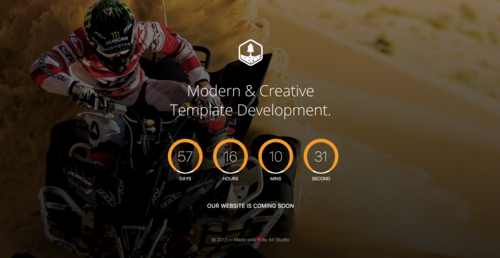 Modern & Creative
Template Development.
57
16
10
31
DAYS
HOURS
MINS
SECOND
OUR WEBSITE IS COMING SOON
© 2017 — Made with ❤ by Air Studio